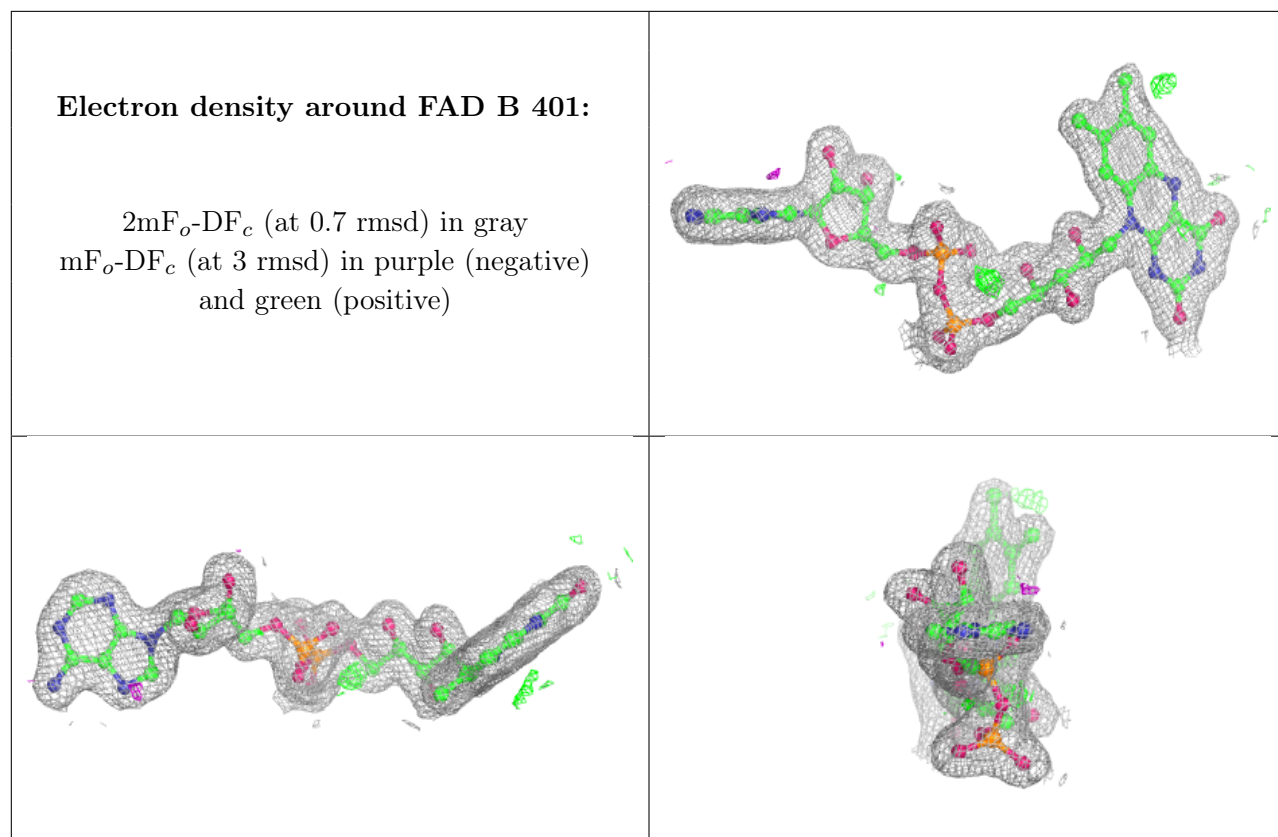 Electron density around FAD B 401:
2mFo-DFc (at 0.7 rmsd) in gray
mFo-DFc (at 3 rmsd) in purple (negative)
and green (positive)